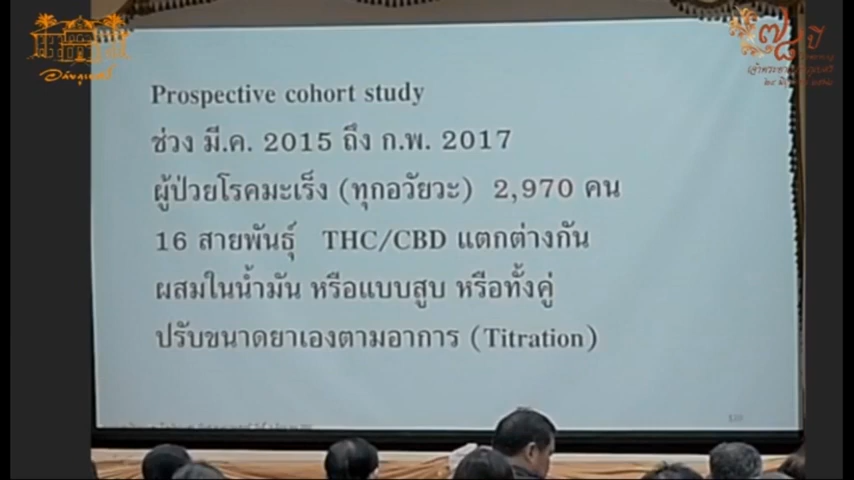 Prospective cohort study
ช่วง มี.ค. 2015 ถึง ก.พ. 2017
ผู้ป่วยโรคมะเร็ง (ทุกอวัยวะ) 2,970 คน
16 สายพันธุ์ THC/CBD แตกต่างกัน
ผสมในน้ำมัน หรือแบบสูบ หรือทั้งคู่
ปรับขนาดยาเองตามอาการ (Titration)
๗๘ ปี